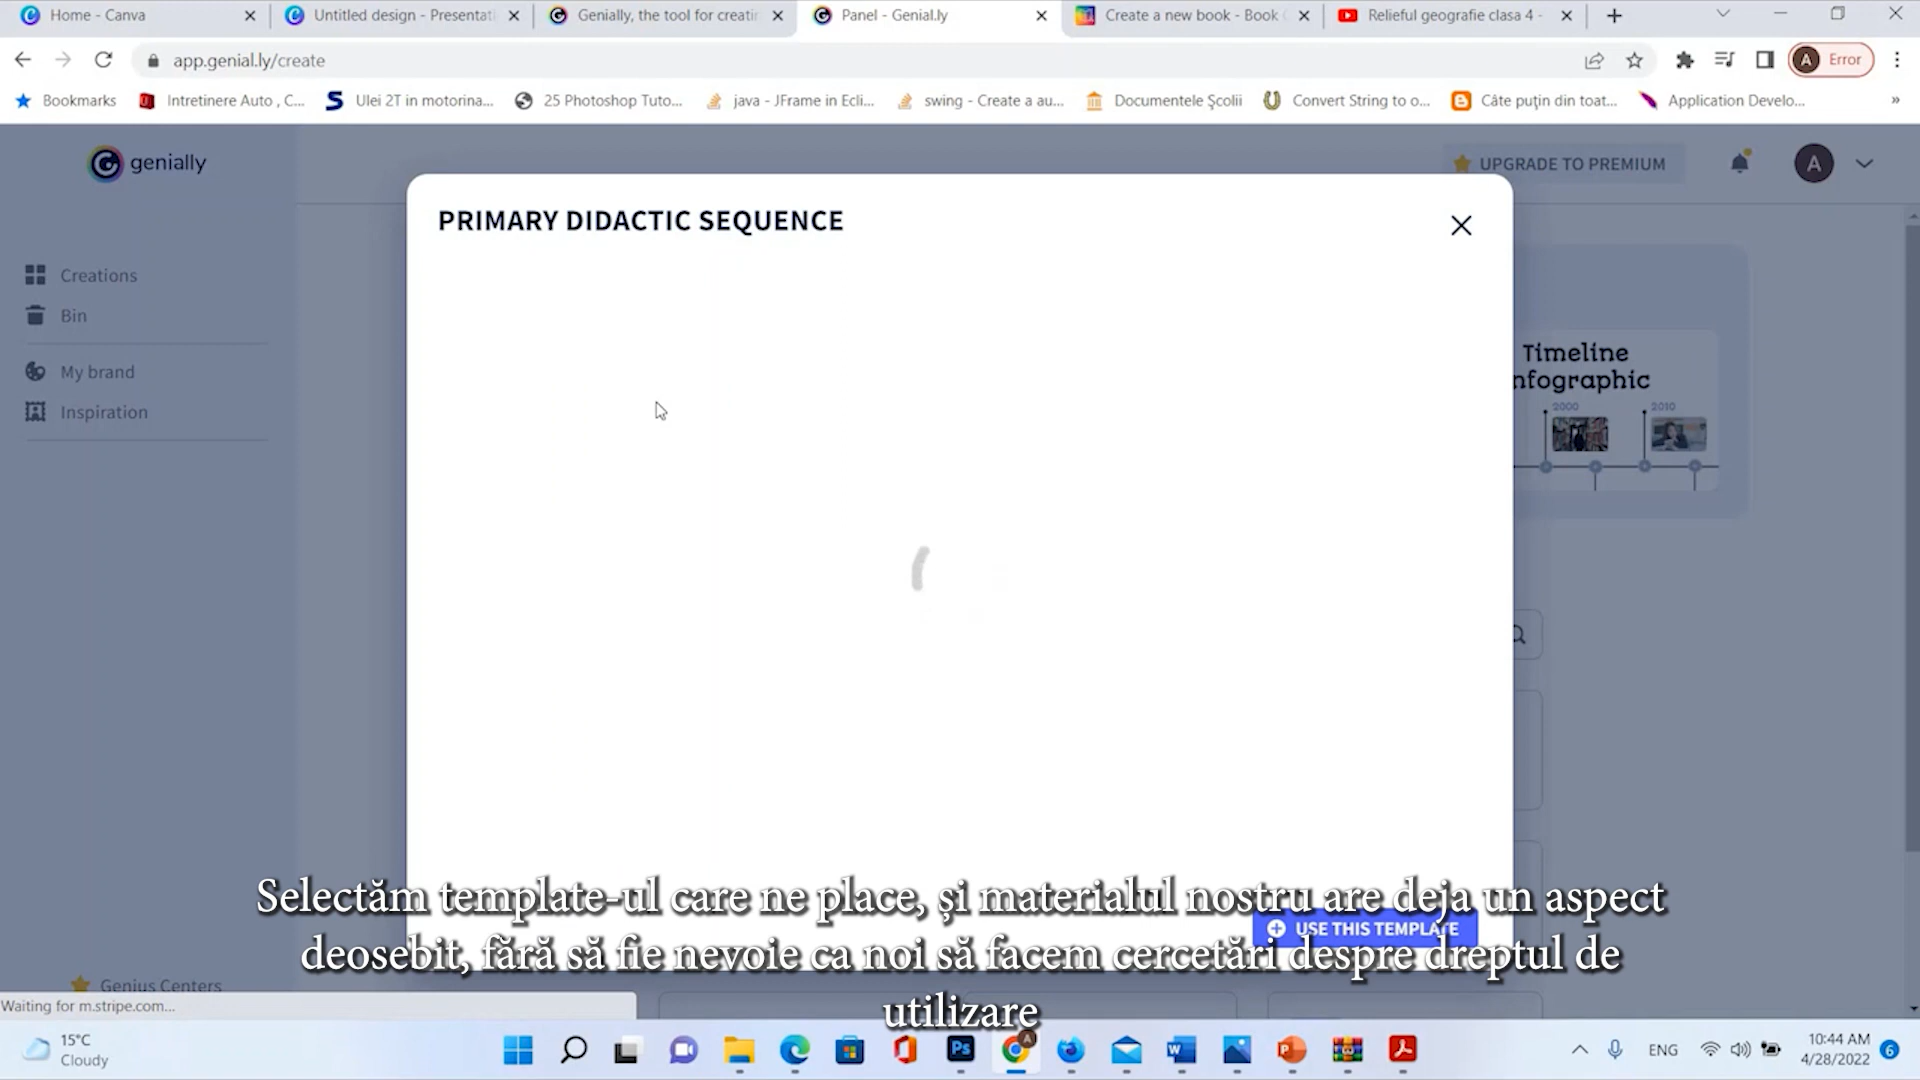 Home - Canva
Untitled design - Presentati
Genially, the tool for creatin
Panel - Genial.ly
Create a new book - Book
Relieful geografie clasa 4 -
app.genial.ly/create
A
Error
Bookmarks
Intretinere Auto , C...
Ulei 2T in motorina...
25 Photoshop Tuto...
java - JFrame in Ecli...
swing - Create a au...
Documentele Școlii
Convert String to o...
Câte puțin din toat...
Application Develo...
»
genially
UPGRADE TO PREMIUM
A
PRIMARY DIDACTIC SEQUENCE
Creations
Bin
My brand
Inspiration
Timeline
nfographic
2000
2010
Selectăm template-ul care ne place, și materialul nostru are deja un aspect
USE THIS TEMPLATE
deosebit, fără să fie nevoie ca noi să facem cercetări despre dreptul de
utilizare
Genius Centers
Waiting for m.stripe.com...
15°C
Cloudy
ENG
10:44 AM
4/28/2022
6